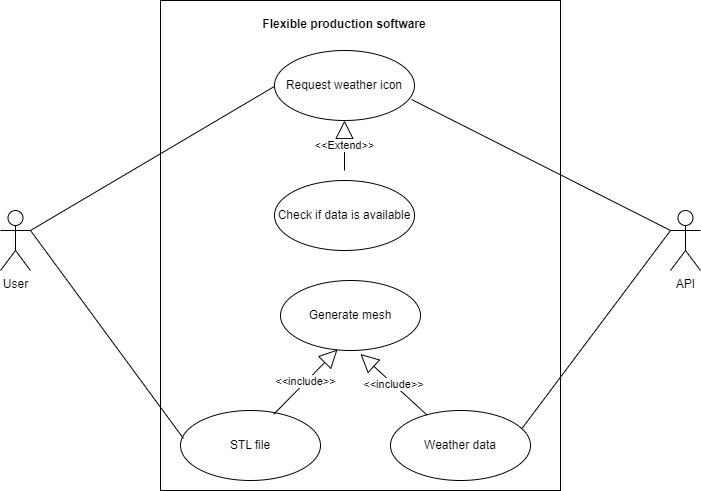 Flexible production software
Request weather icon
<<Extend>>
Check if data is available
User
API
Generate mesh
<<include>>
<<include>>
STL file
Weather data